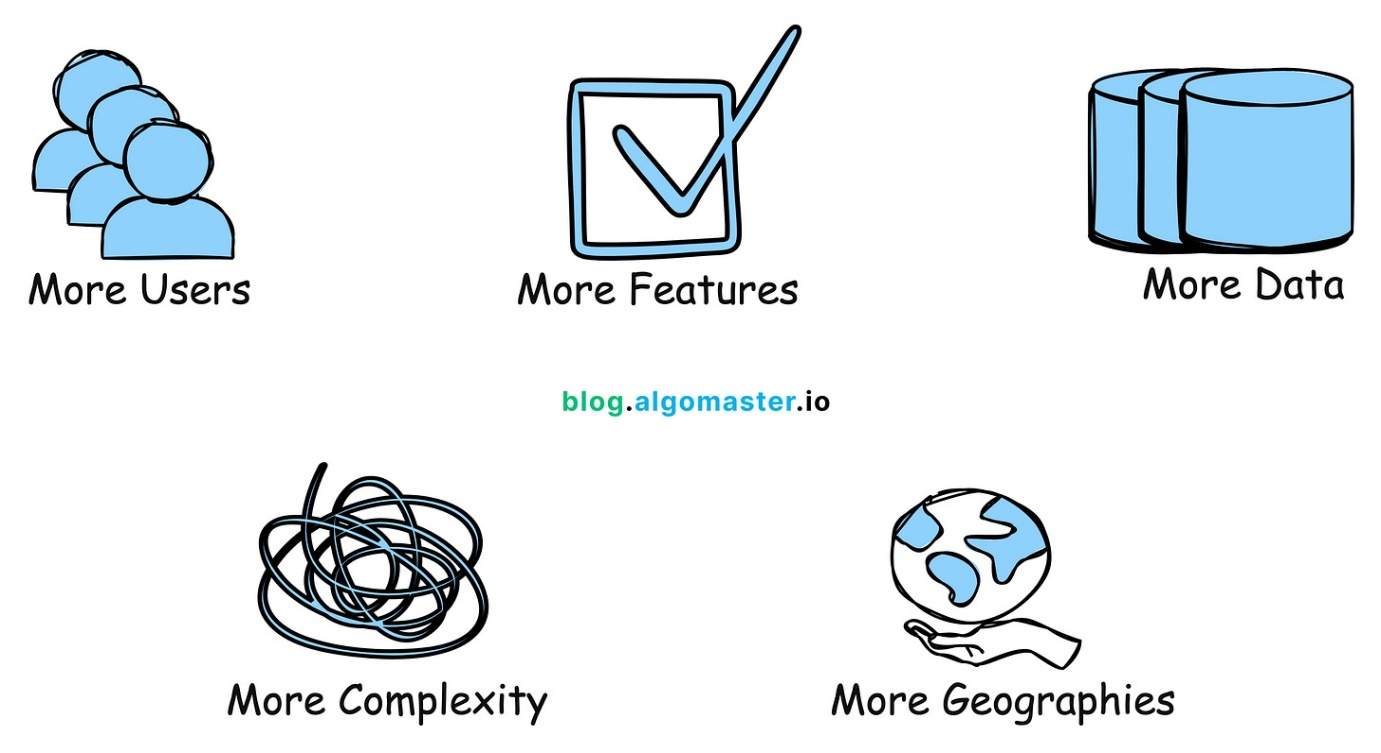 More Users
More Features
More Data
blog.algomaster.io
More Complexity
More Geographies